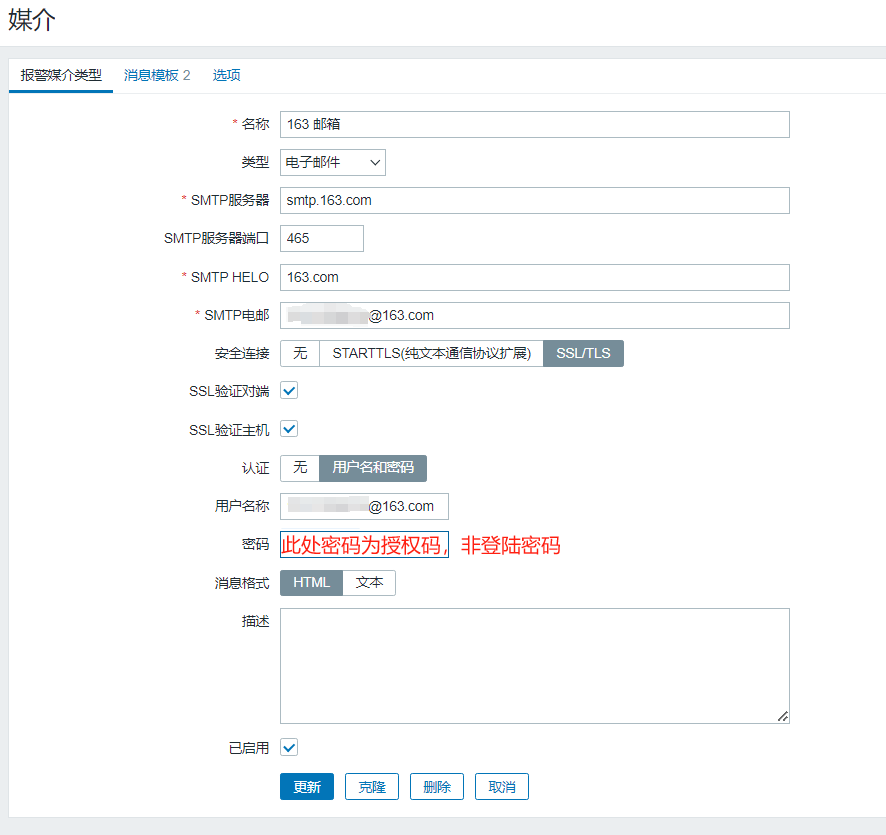 媒介
报警媒介类型 消息模板 2 选项
* 名称 163 邮箱
类型 电子邮件
* SMTP服务器 smtp.163.com
SMTP服务器端口 465
* SMTP HELO 163.com
* SMTP电邮 @163.com
安全连接 无 STARTTLS(纯文本通信协议扩展) SSL/TLS
SSL验证对端
SSL验证主机
认证 无 用户名和密码
用户名称 @163.com
密码 此处密码为授权码，非登陆密码
消息格式 HTML 文本
描述
已启用
更新 克隆 删除 取消